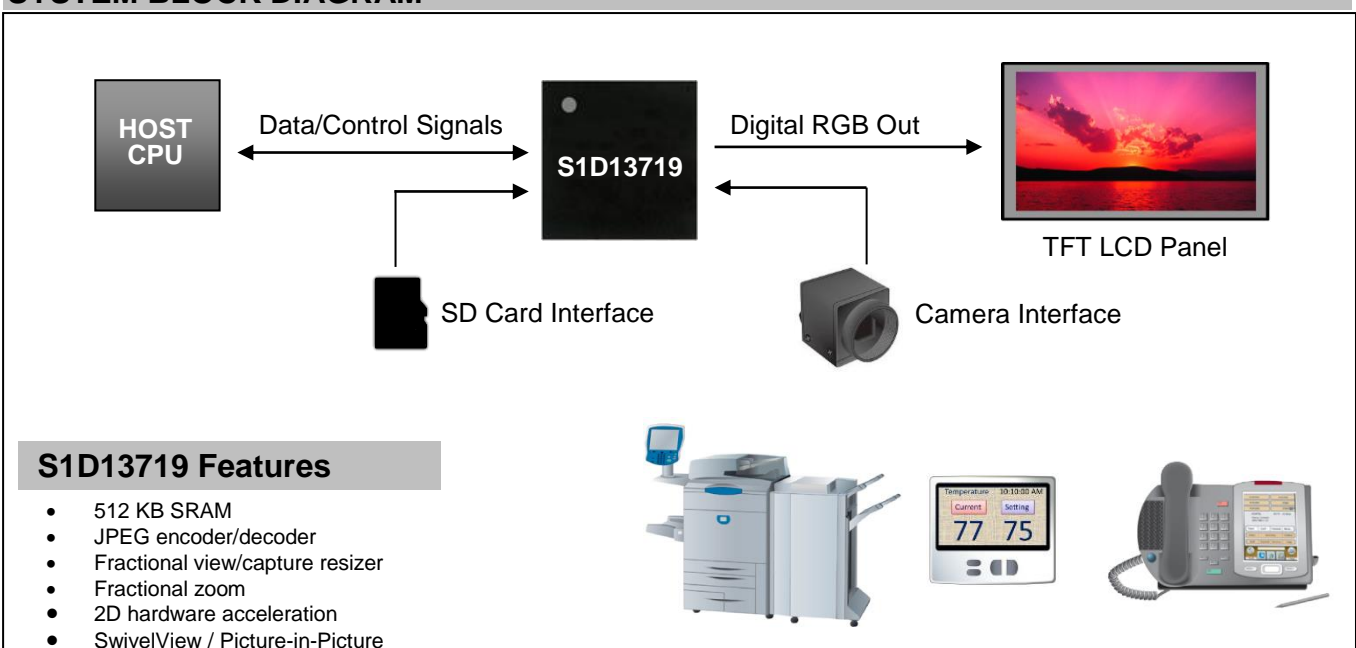 SYSTEM BLOCK DIAGRAM
HOST
CPU
Data/Control Signals
S1D13719
Digital RGB Out
TFT LCD Panel
SD Card Interface
Camera Interface
S1D13719 Features
• 512 KB SRAM
• JPEG encoder/decoder
• Fractional view/capture resizer
• Fractional zoom
• 2D hardware acceleration
• SwivelView / Picture-in-Picture
Temperature 10:10:00 AM
Current Setting
77 75